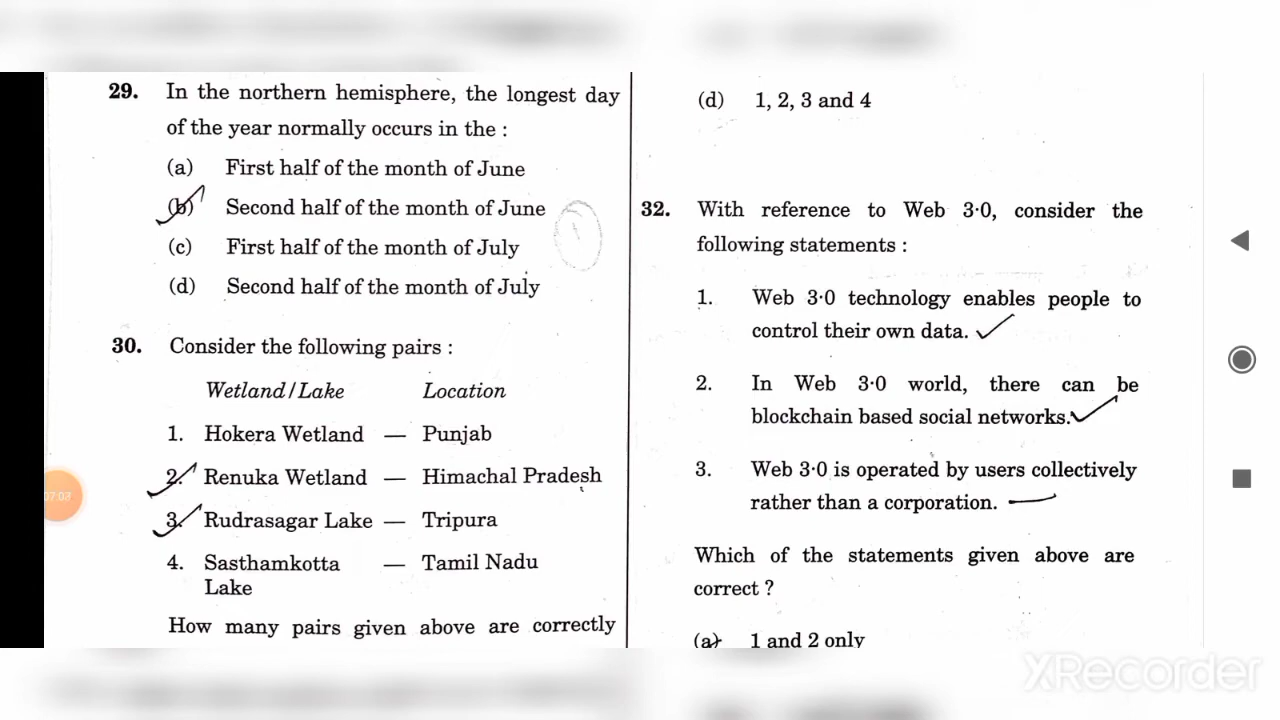 29. In the northern hemisphere, the longest day
of the year normally occurs in the :
(a) First half of the month of June
(b) Second half of the month of June
(c) First half of the month of July
(d) Second half of the month of July
30. Consider the following pairs :
Wetland / Lake Location
1. Hokera Wetland — Punjab
2. Renuka Wetland — Himachal Pradesh
3. Rudrasagar Lake — Tripura
4. Sasthamkotta — Tamil Nadu
Lake
How many pairs given above are correctly
(d) 1, 2, 3 and 4
32. With reference to Web 3·0, consider the
following statements :
1. Web 3·0 technology enables people to
control their own data.
2. In Web 3·0 world, there can be
blockchain based social networks.
3. Web 3·0 is operated by users collectively
rather than a corporation.
Which of the statements given above are
correct ?
(a) 1 and 2 only
07:03
XRecorder